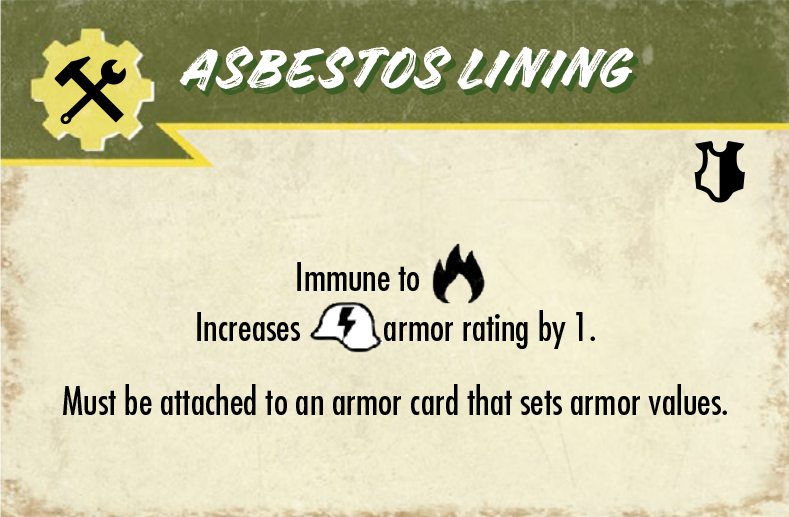 ASBESTOS LINING
Immune to
Increases armor rating by 1.
Must be attached to an armor card that sets armor values.